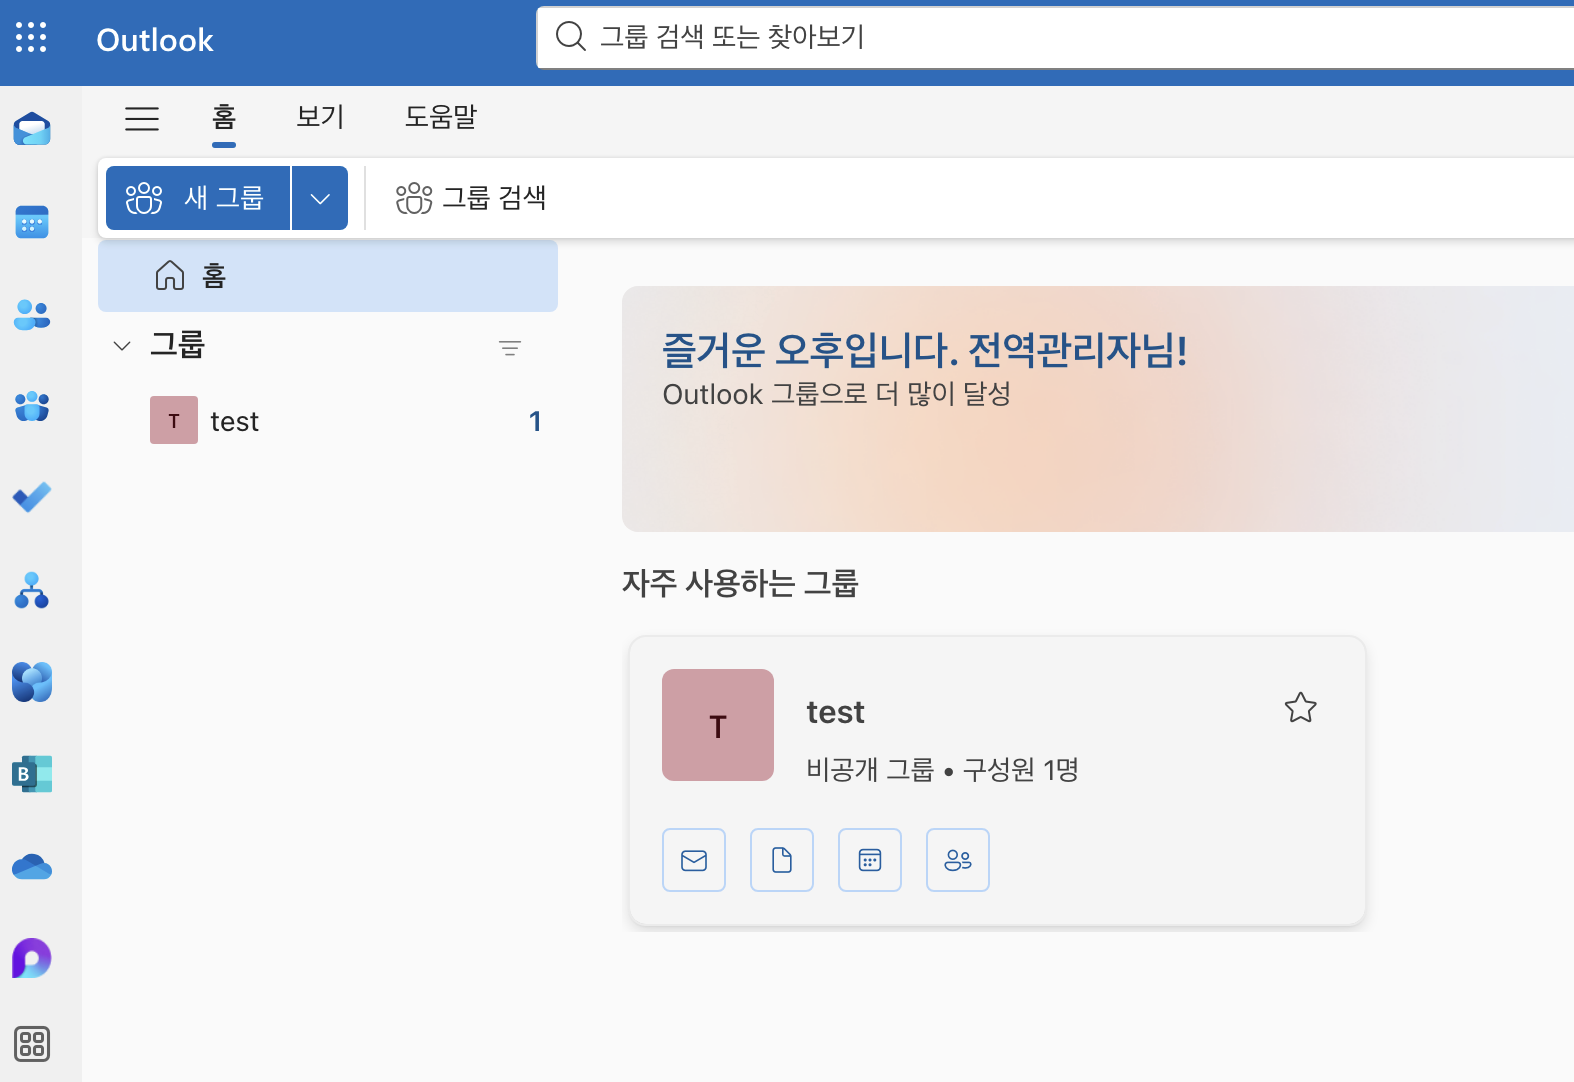 Outlook
그룹 검색 또는 찾아보기
홈 보기 도움말
새 그룹 그룹 검색
홈
그룹
T test 1
즐거운 오후입니다. 전역관리자님!
Outlook 그룹으로 더 많이 달성
자주 사용하는 그룹
T
test
비공개 그룹 • 구성원 1명
B